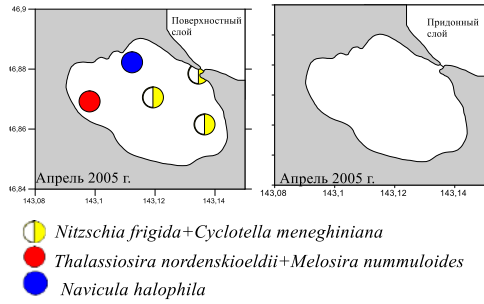 46,9
46,88
46,86
46,84
Поверхностный
слой
Апрель 2005 г.
143,08
143,1
143,12
143,14
Придонный
слой
Апрель 2005 г.
143,08
143,1
143,12
143,14
Nitzschia frigida+Cyclotella meneghiniana
Thalassiosira nordenskioeldii+Melosira nummuloides
Navicula halophila